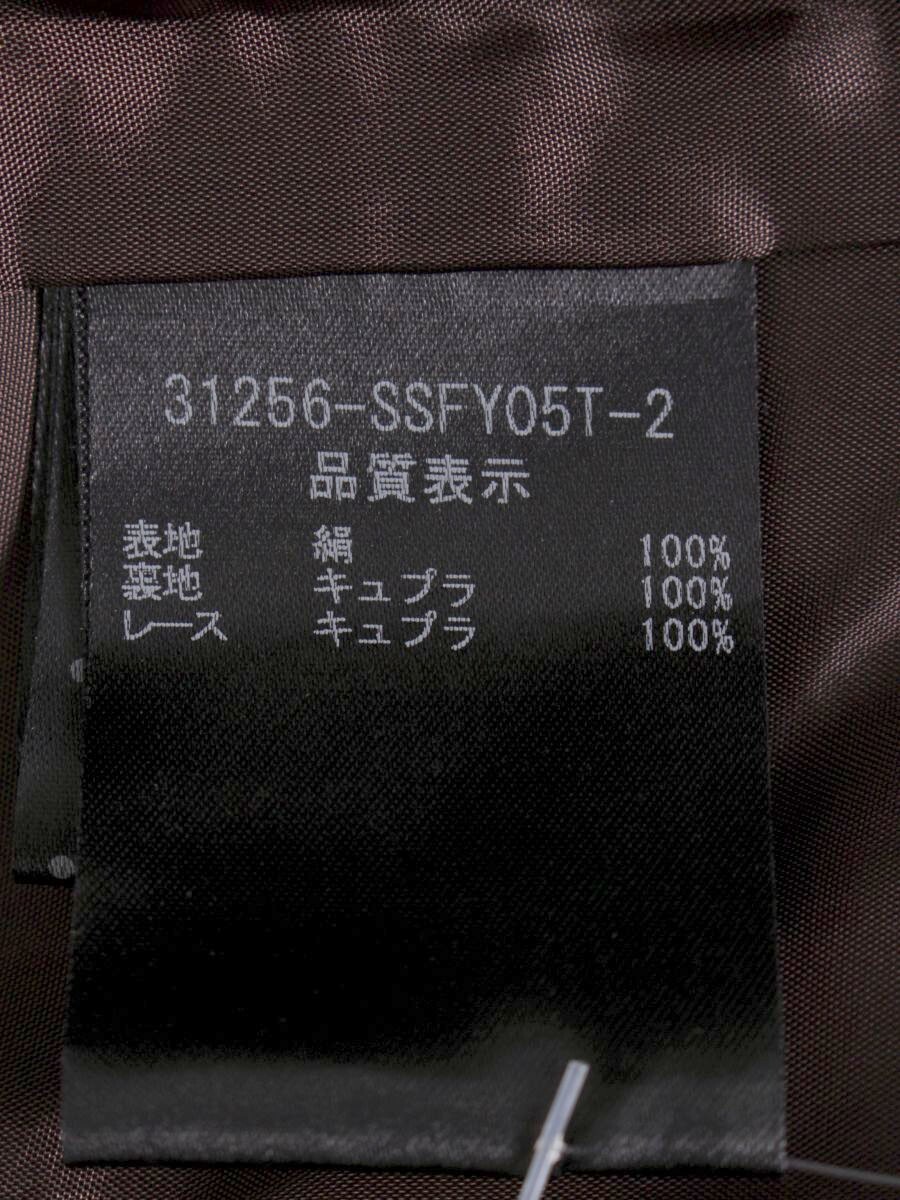 31256-SSFY05T-2
品質表示
表地 絹 100%
裏地 キュプラ 100%
レース キュプラ 100%